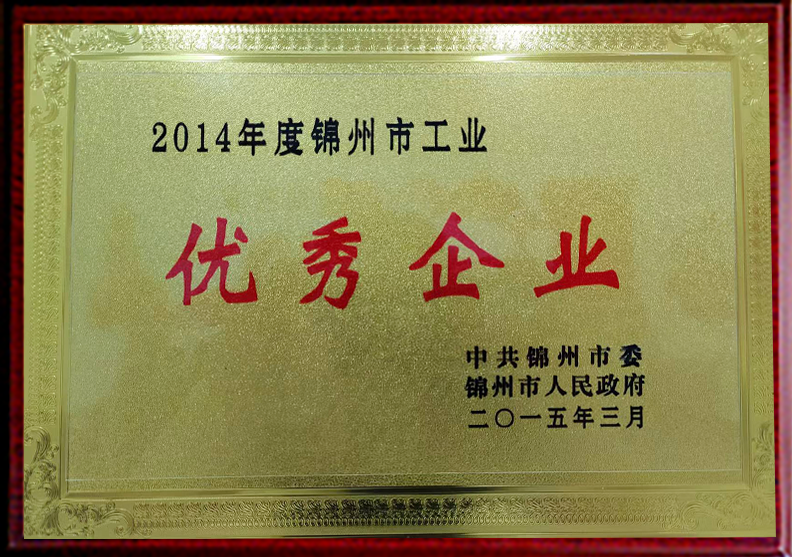 2014年度锦州市工业
优秀企业
中共锦州市委
锦州市人民政府
二〇一五年三月